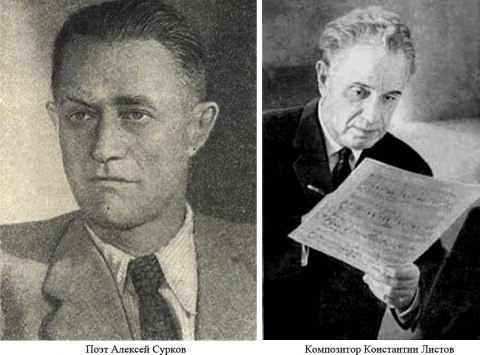 Поэт Алексей Сурков
Композитор Константин Листов